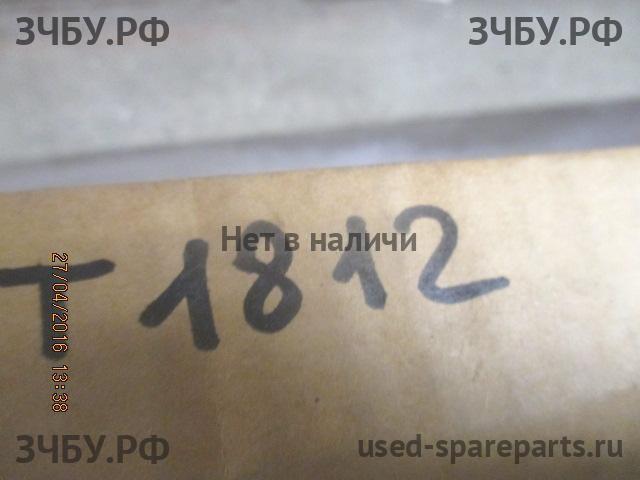 ЗЧБУ.РФ ЗЧБУ.РФ
Нет в наличи
T 1812
27/04/2016 13:38
ЗЧБУ.РФ used-spareparts.ru